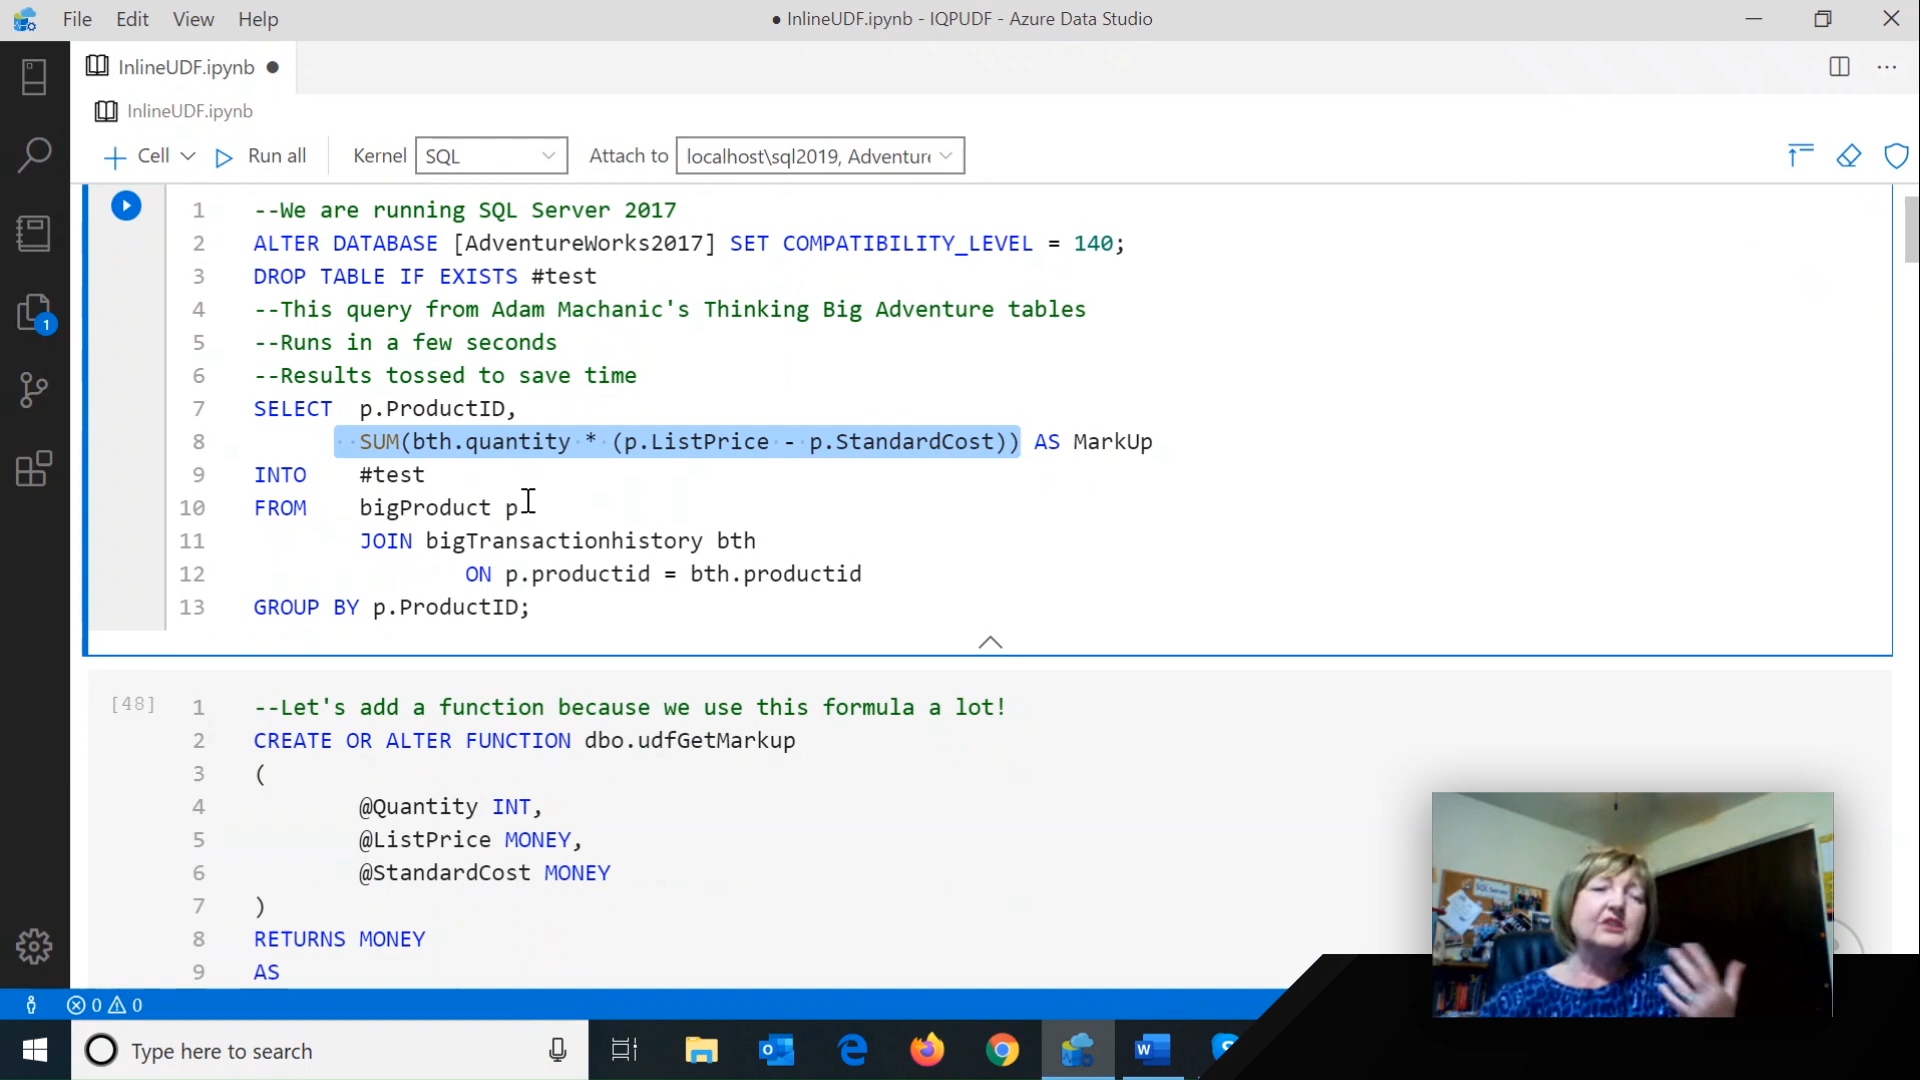 File Edit View Help
● InlineUDF.ipynb - IQPUDF - Azure Data Studio
InlineUDF.ipynb ●
InlineUDF.ipynb
Cell Run all Kernel SQL Attach to localhost\sql2019, Adventure
1 --We are running SQL Server 2017
2 ALTER DATABASE [AdventureWorks2017] SET COMPATIBILITY_LEVEL = 140;
3 DROP TABLE IF EXISTS #test
4 --This query from Adam Machanic's Thinking Big Adventure tables
5 --Runs in a few seconds
6 --Results tossed to save time
7 SELECT p.ProductID,
8 SUM(bth.quantity * (p.ListPrice - p.StandardCost)) AS MarkUp
9 INTO #test
10 FROM bigProduct p
11 JOIN bigTransactionhistory bth
12 ON p.productid = bth.productid
13 GROUP BY p.ProductID;
1
[48]
1 --Let's add a function because we use this formula a lot!
2 CREATE OR ALTER FUNCTION dbo.udfGetMarkup
3 (
4 @Quantity INT,
5 @ListPrice MONEY,
6 @StandardCost MONEY
7 )
8 RETURNS MONEY
9 AS
0 0
Type here to search